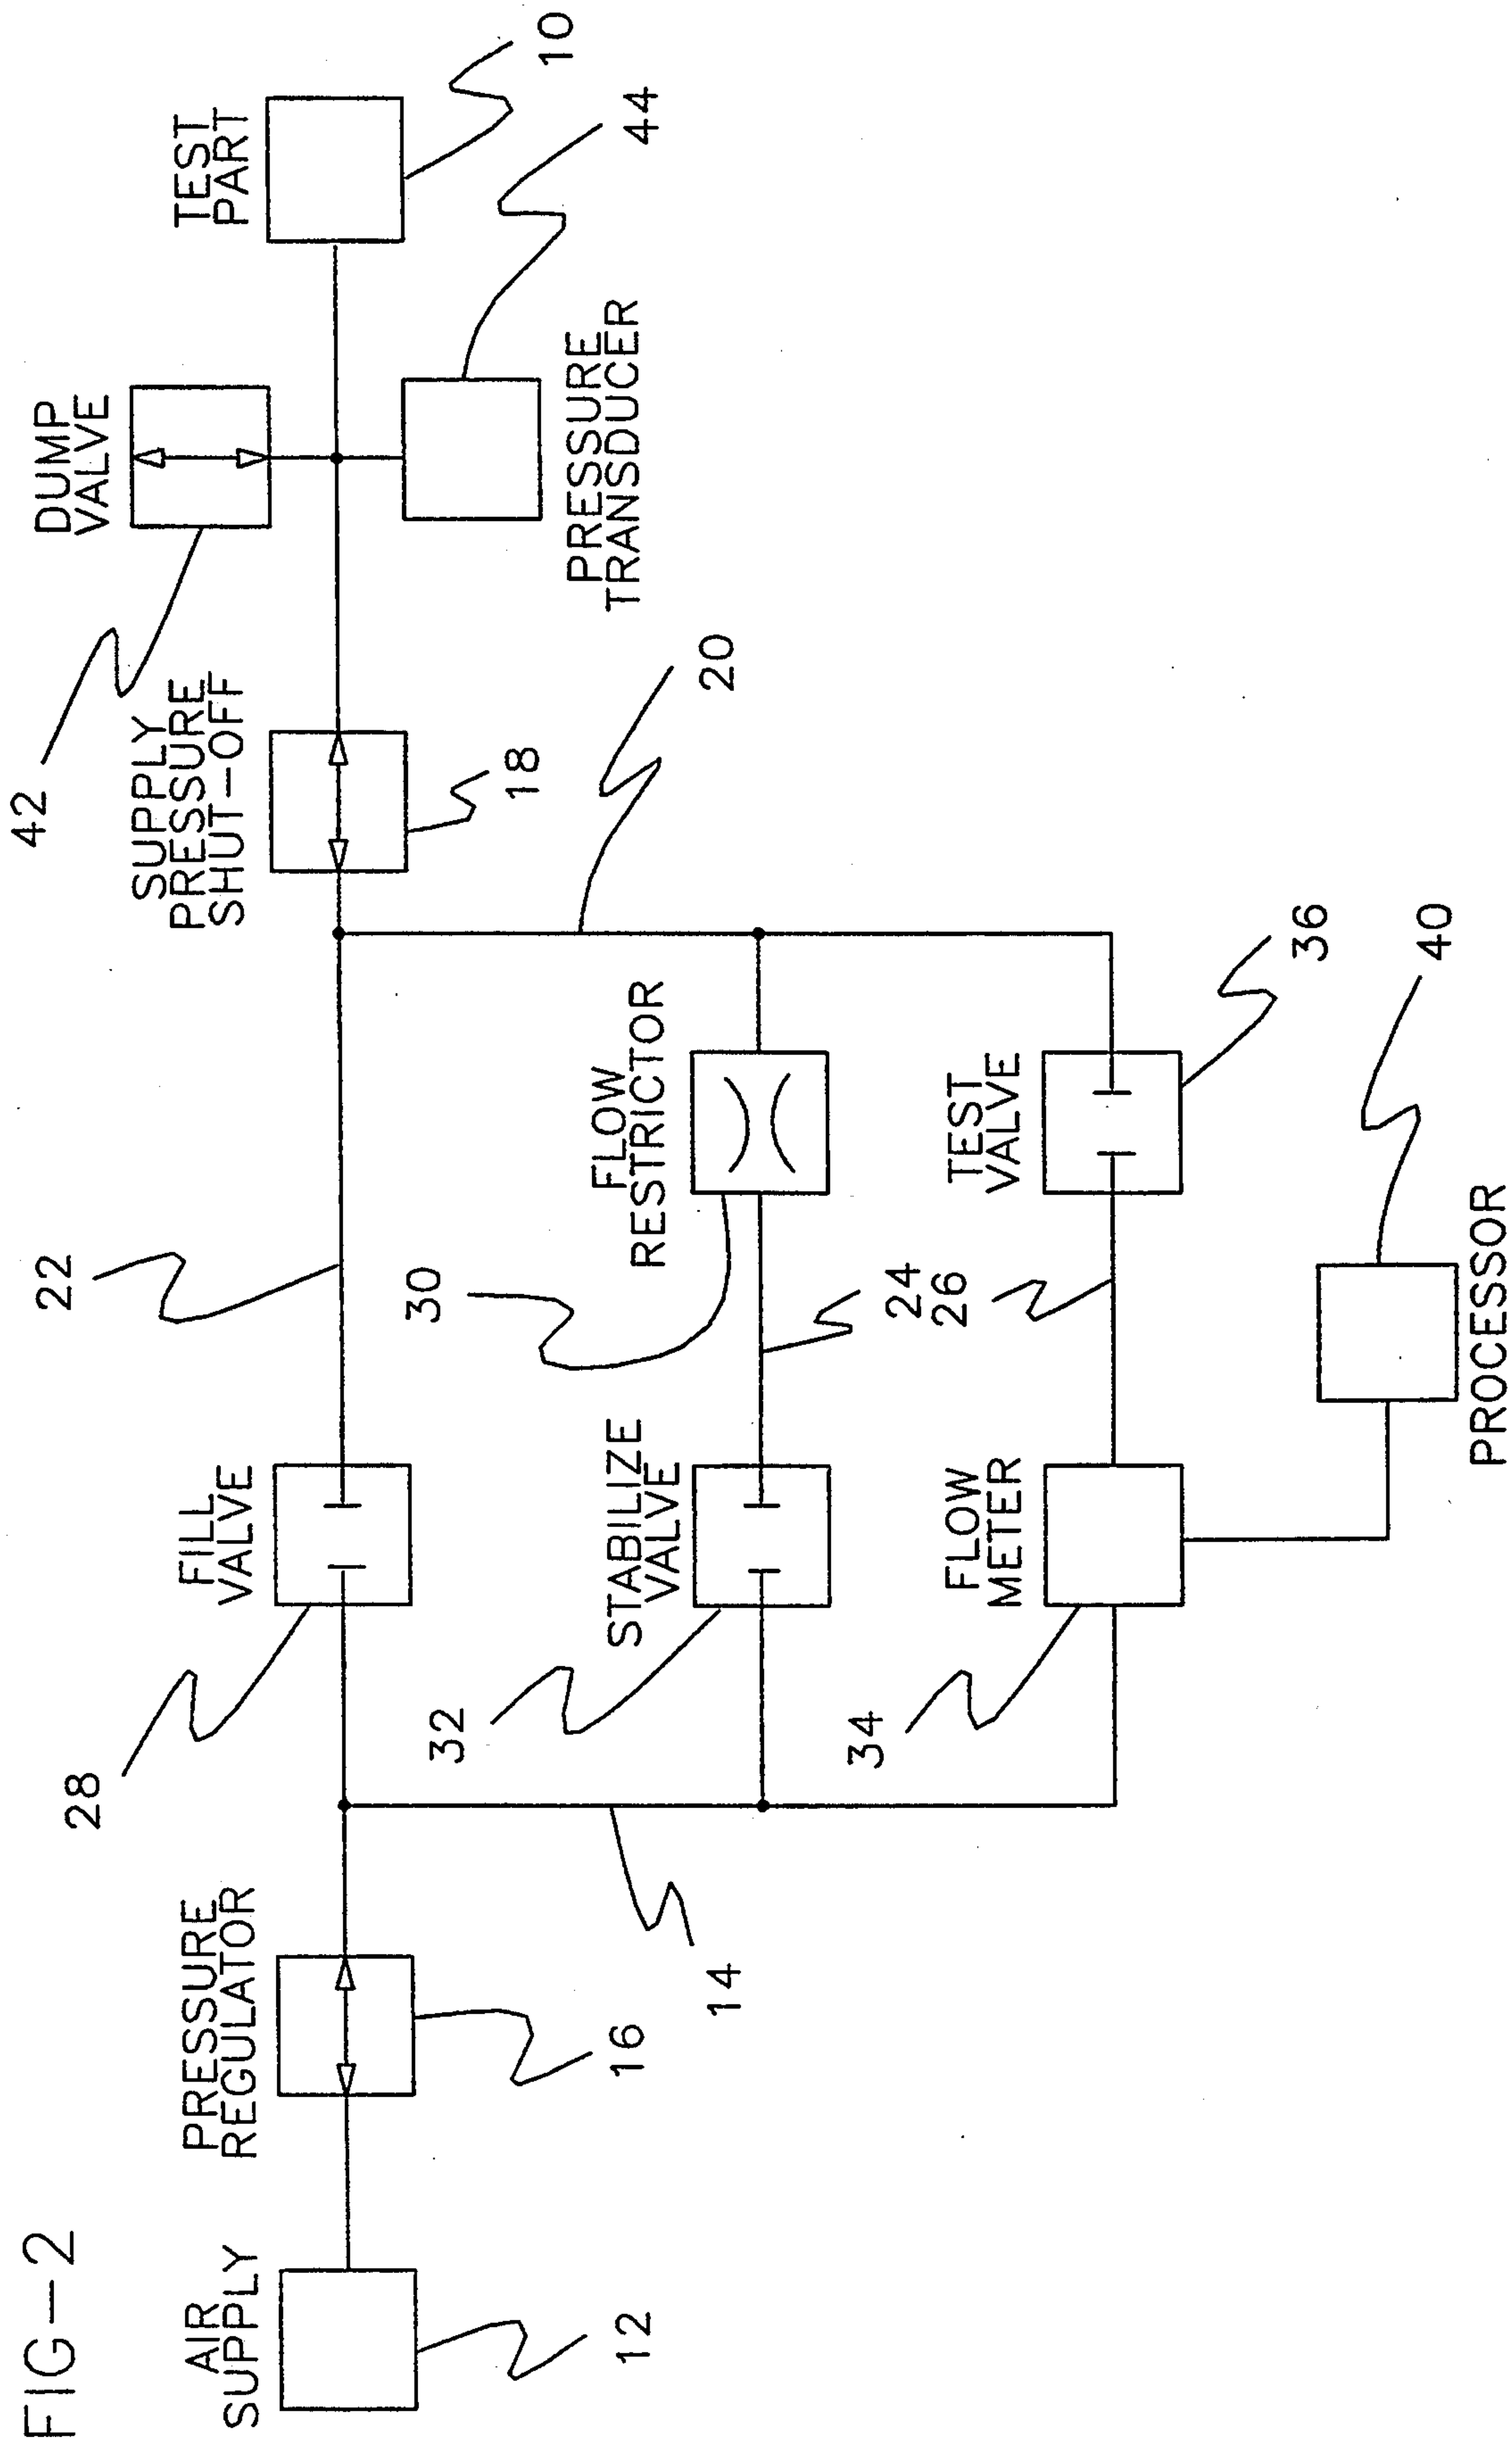 FIG-2
AIR
SUPPLY
12
PRESSURE
REGULATOR
16
14
28
FILL
VALVE
22
32
STABILIZE
VALVE
30
FLOW
RESTRICTOR
24
34
FLOW
METER
26
TEST
VALVE
36
PROCESSOR
40
20
SUPPLY
PRESSURE
SHUT-OFF
18
42
DUMP
VALVE
PRESSURE
TRANSDUCER
44
TEST
PART
10